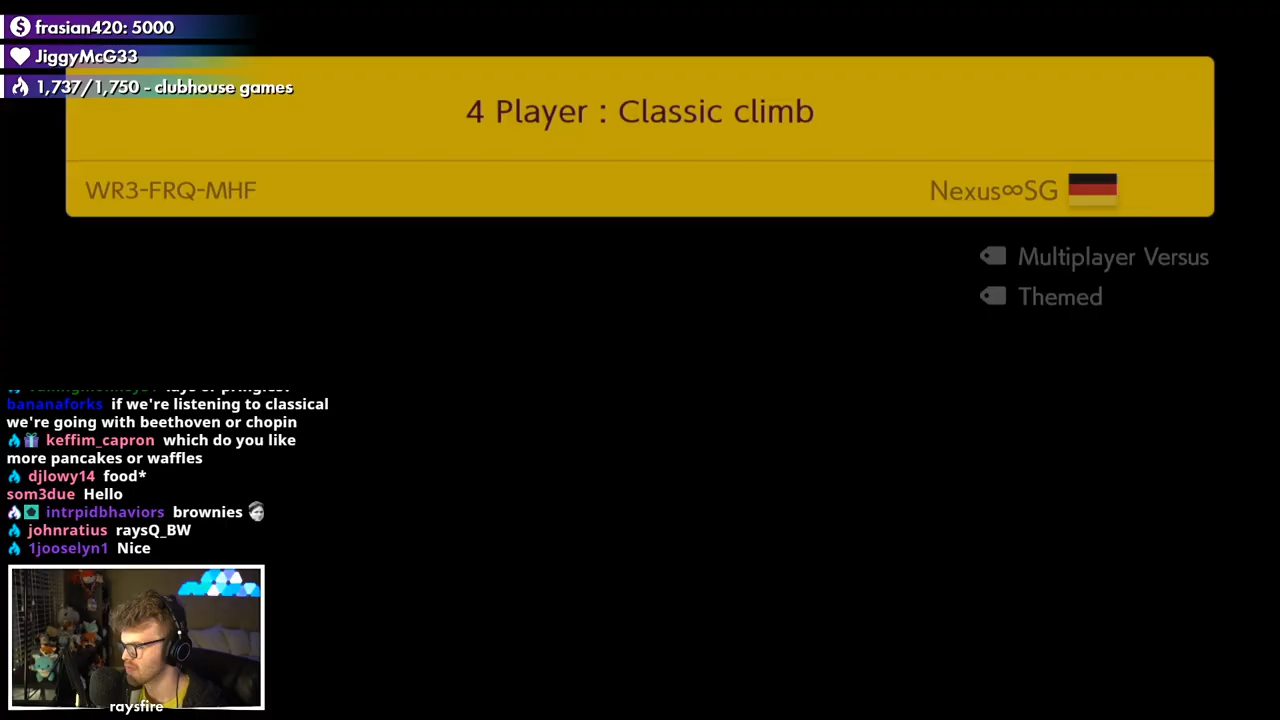 frasian420: 5000
JiggyMcG33
1,737/1,750 - clubhouse games
4 Player : Classic climb
WR3-FRQ-MHF
Nexus∞SG
Multiplayer Versus
Themed
bananaforks if we're listening to classical
we're going with beethoven or chopin
keffim_capron which do you like
more pancakes or waffles
djlowy14 food*
som3due Hello
intrpidbhaviors brownies
johnratius raysQ_BW
1jooselyn1 Nice
raysfire